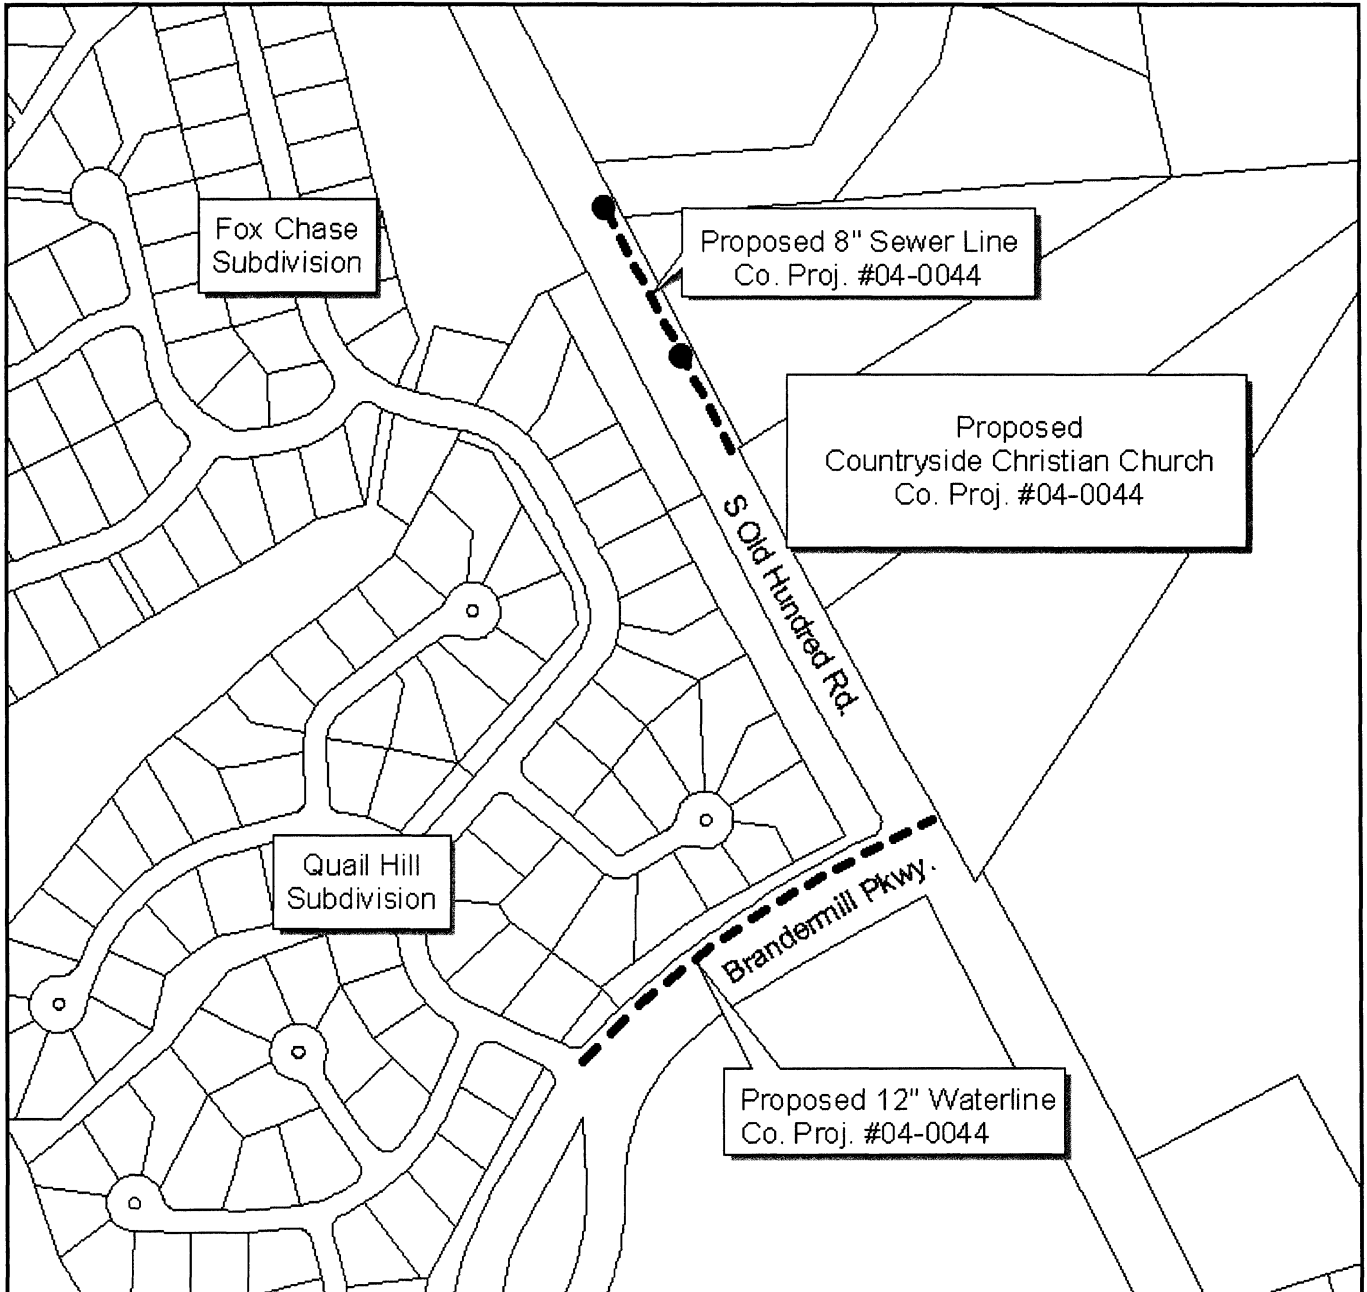 Fox Chase
Subdivision
Proposed 8" Sewer Line
Co. Proj. #04-0044
Proposed
Countryside Christian Church
Co. Proj. #04-0044
S Old Hundred Rd.
Quail Hill
Subdivision
Brandermill Pkwy.
Proposed 12" Waterline
Co. Proj. #04-0044